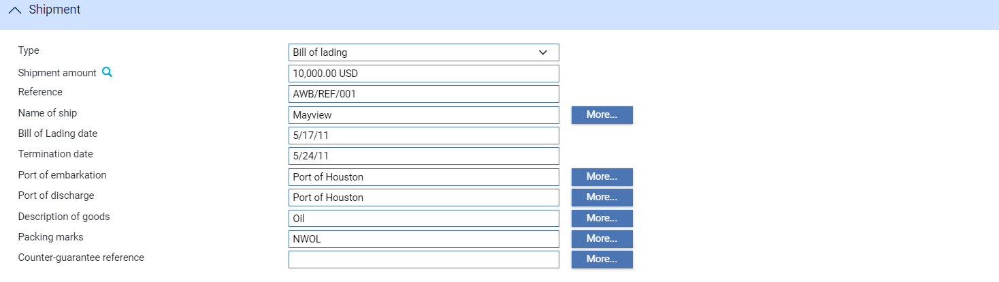 Shipment
Type Bill of lading
Shipment amount 10,000.00 USD
Reference AWB/REF/001
Name of ship Mayview More...
Bill of Lading date 5/17/11
Termination date 5/24/11
Port of embarkation Port of Houston More...
Port of discharge Port of Houston More...
Description of goods Oil More...
Packing marks NWOL More...
Counter-guarantee reference More...